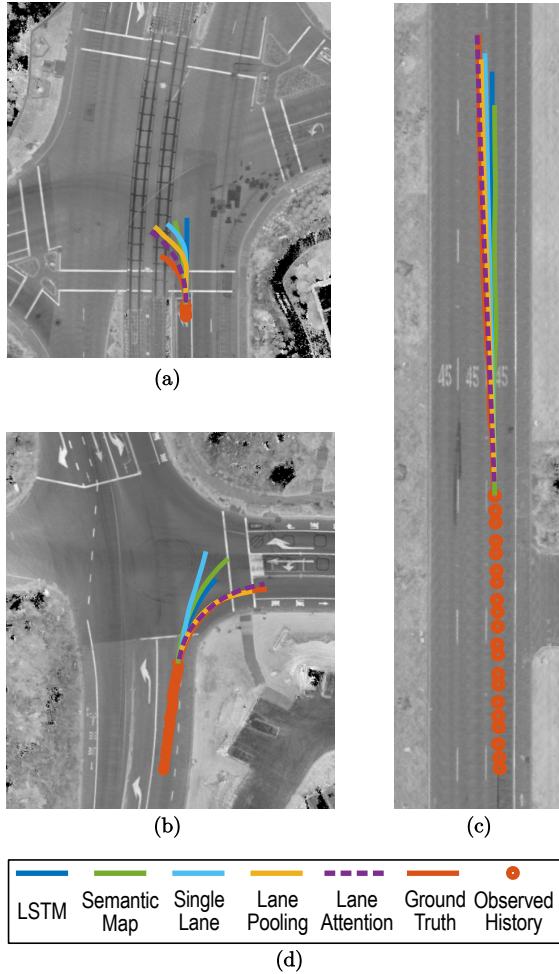 (a)
45 45 45
(b)
(c)
LSTM
Semantic
Map
Single
Lane
Lane
Pooling
Lane
Attention
Ground
Truth
Observed
History
(d)